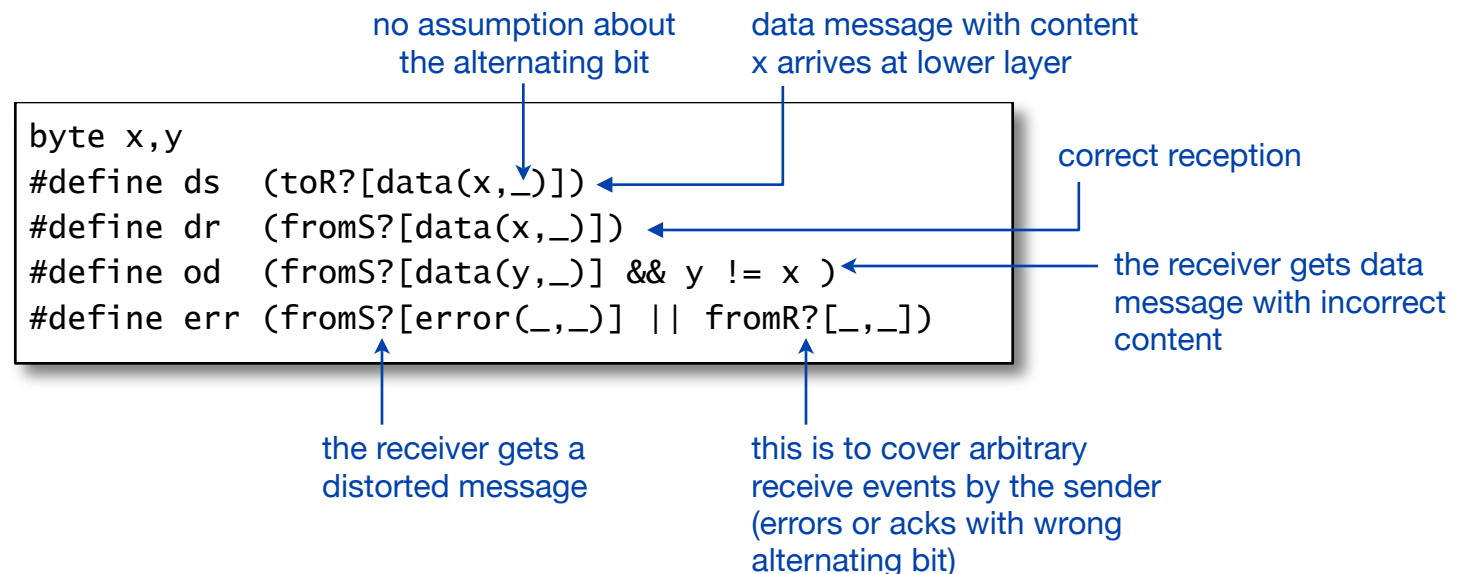 no assumption about
the alternating bit
data message with content
x arrives at lower layer
byte x,y
#define ds  (toR?[data(x,_)])
#define dr  (fromS?[data(x,_)])
#define od  (fromS?[data(y,_)] && y != x )
#define err (fromS?[error(_,_)] || fromR?[_,_])
correct reception
the receiver gets data
message with incorrect
content
the receiver gets a
distorted message
this is to cover arbitrary
receive events by the sender
(errors or acks with wrong
alternating bit)